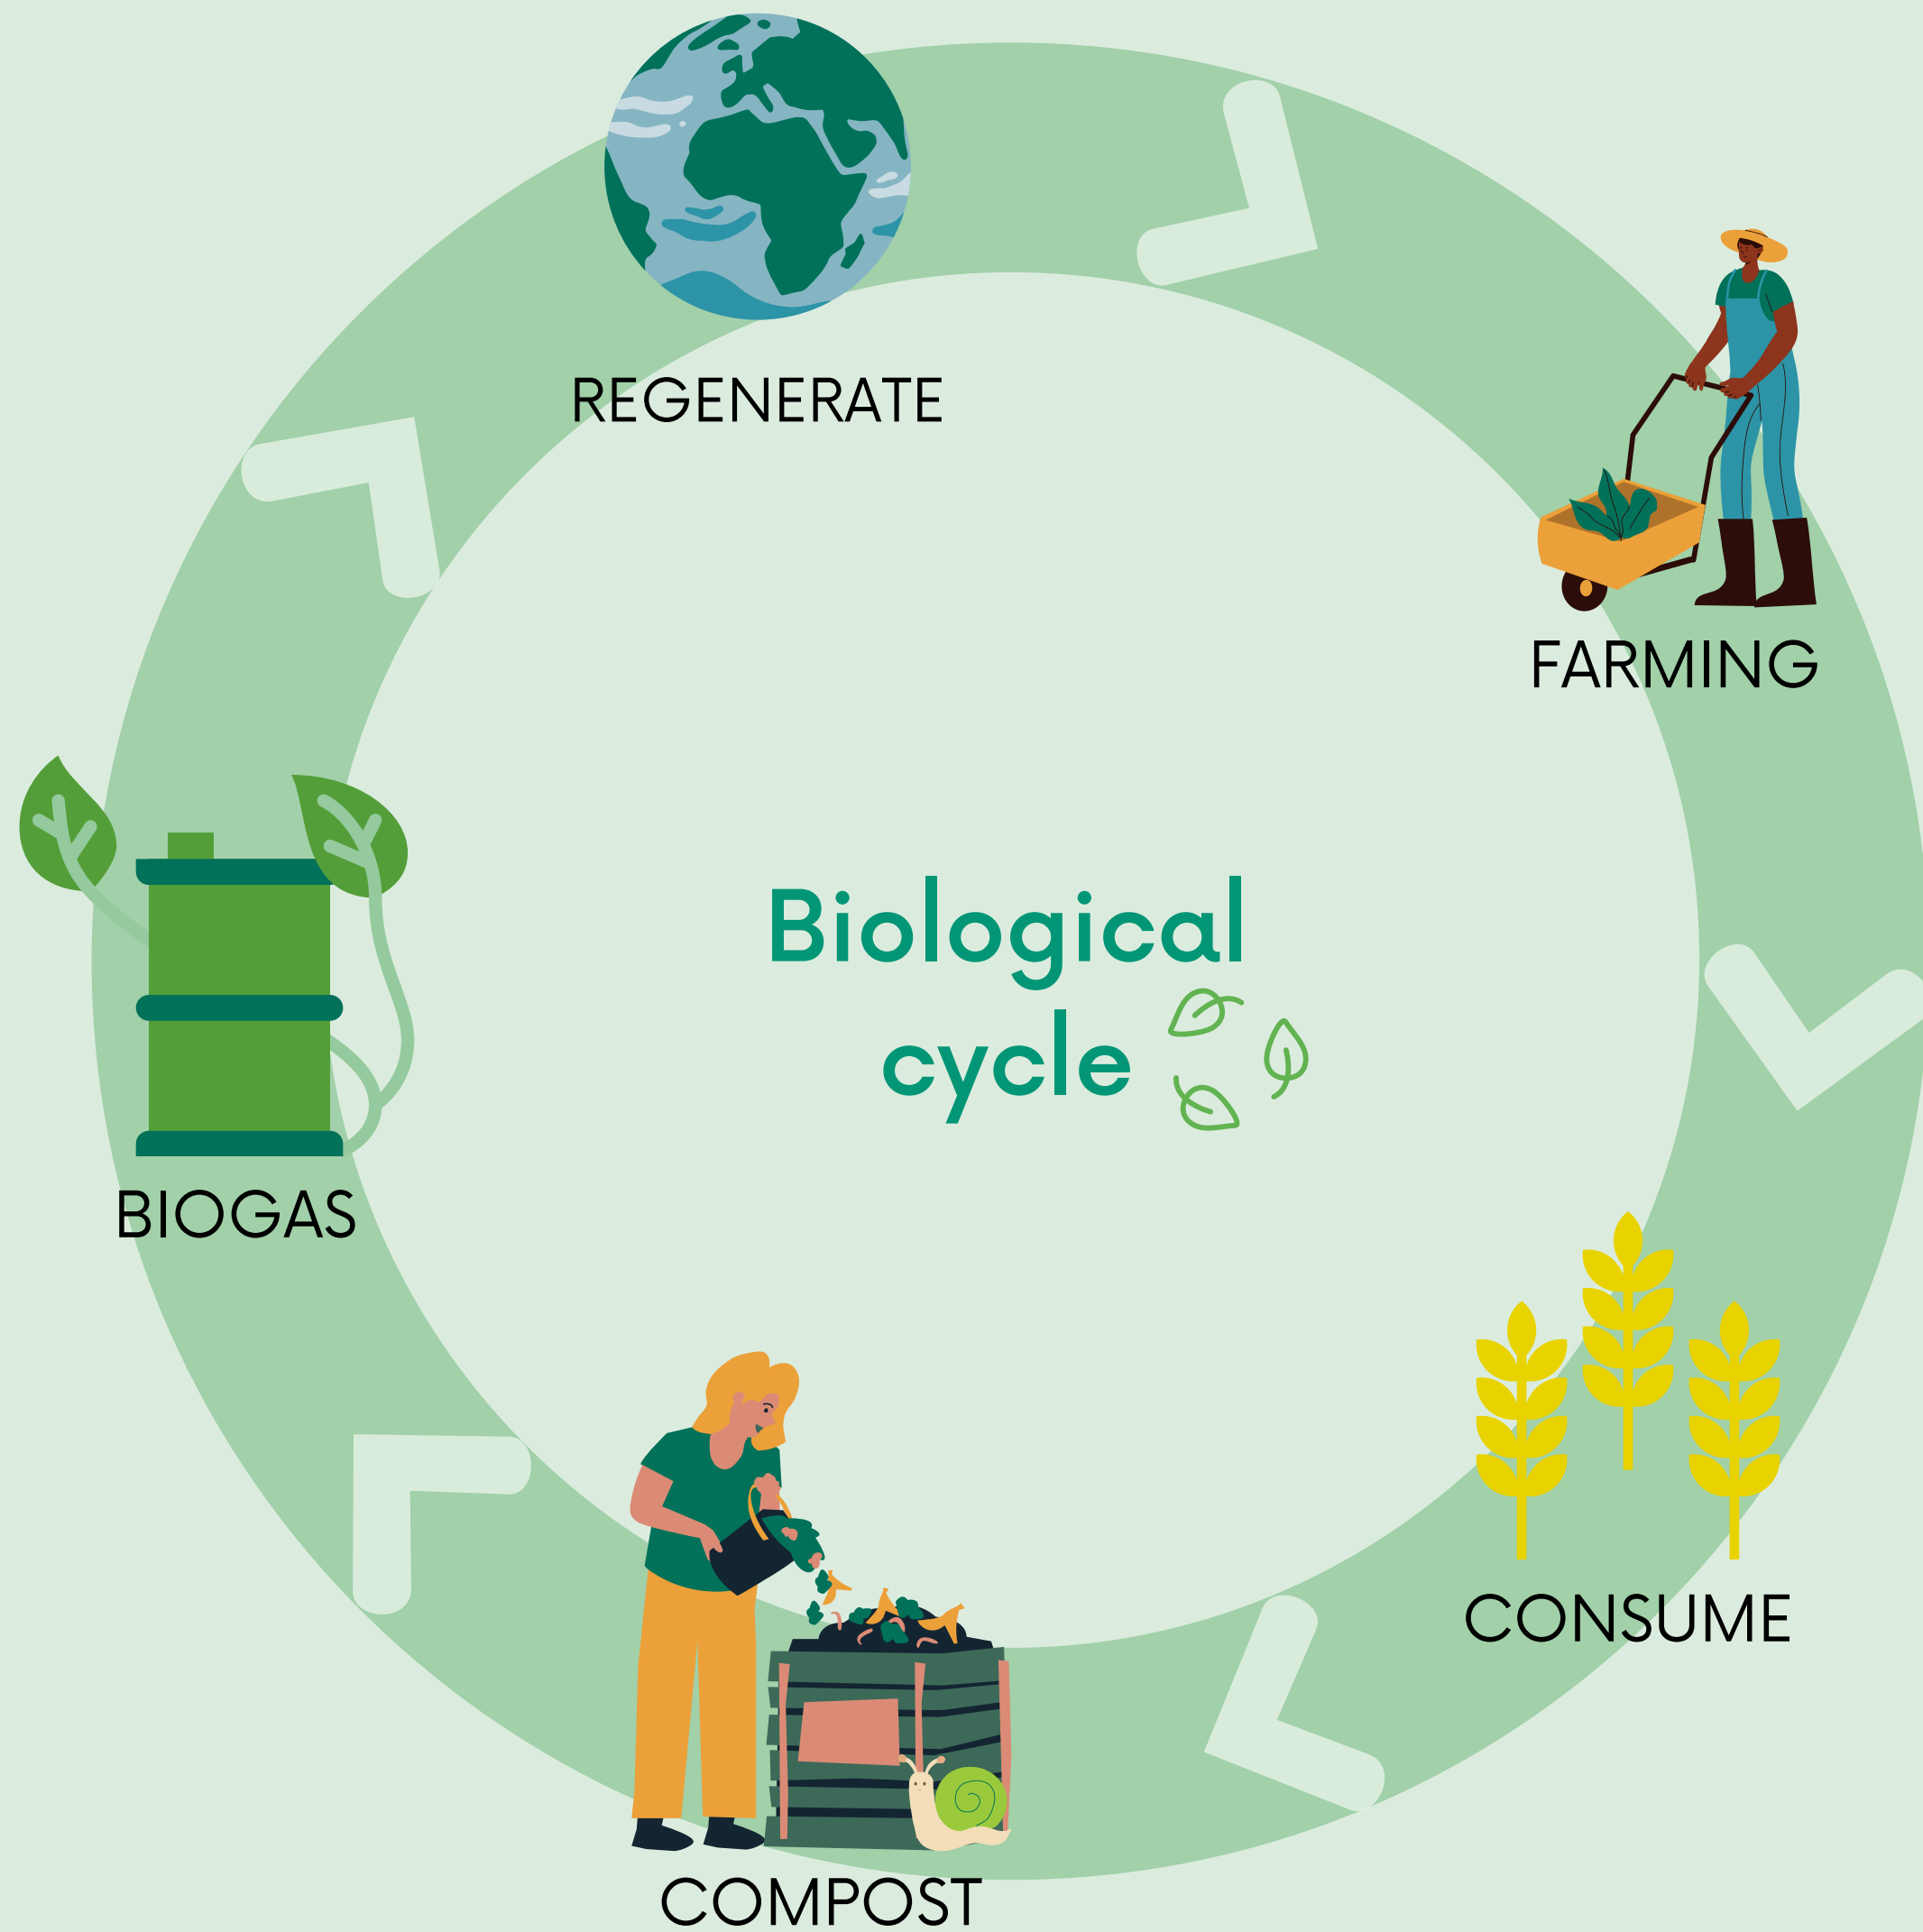 REGENERATE
FARMING
Biological
cycle
BIOGAS
CONSUME
COMPOST